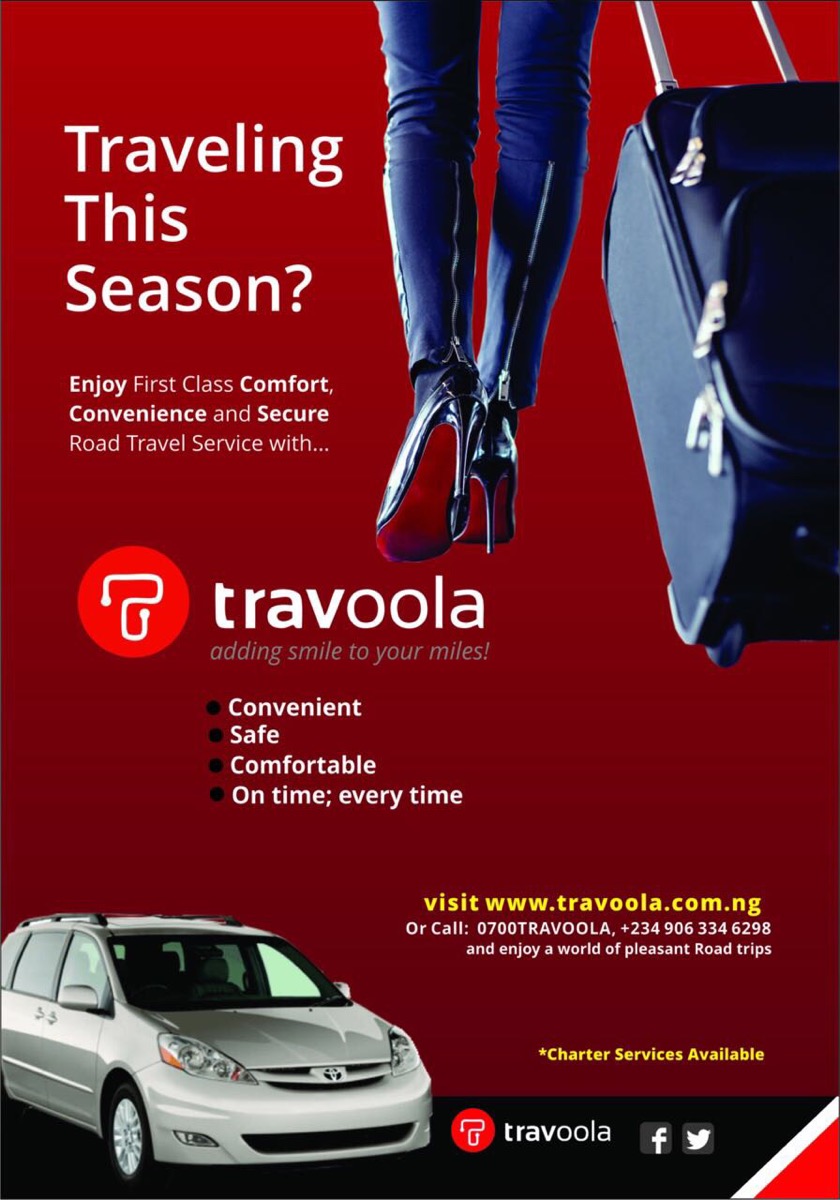 Traveling
This
Season?
Enjoy First Class Comfort,
Convenience and Secure
Road Travel Service with...
travoola
adding smile to your miles!
Convenient
Safe
Comfortable
On time; every time
visit www.travoola.com.ng
Or Call: 0700TRAVOOLA, +234 906 334 6298
and enjoy a world of pleasant Road trips
*Charter Services Available
travoola